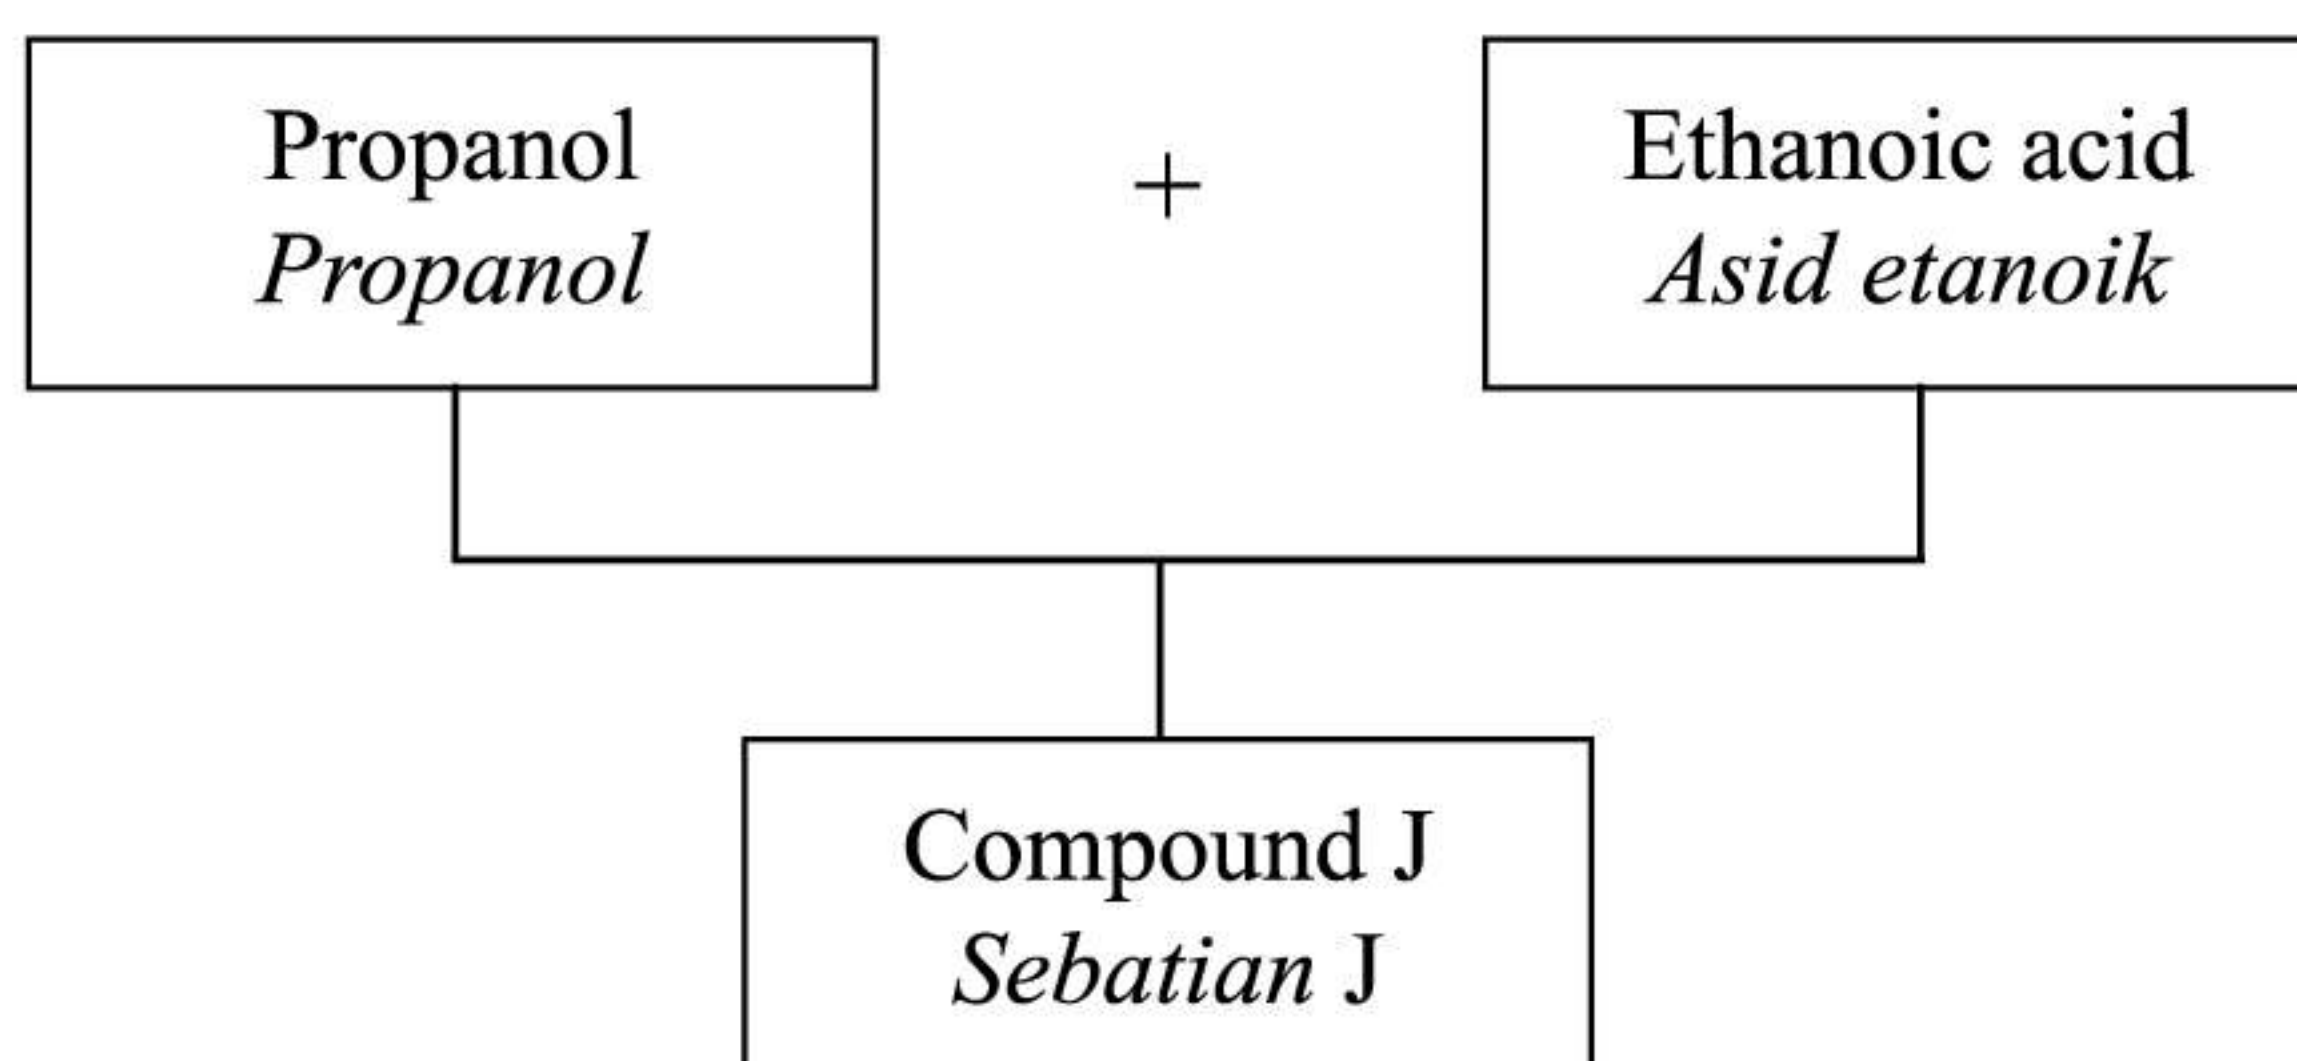 Propanol
Propanol
+
Ethanoic acid
Asid etanoik
Compound J
Sebatian J